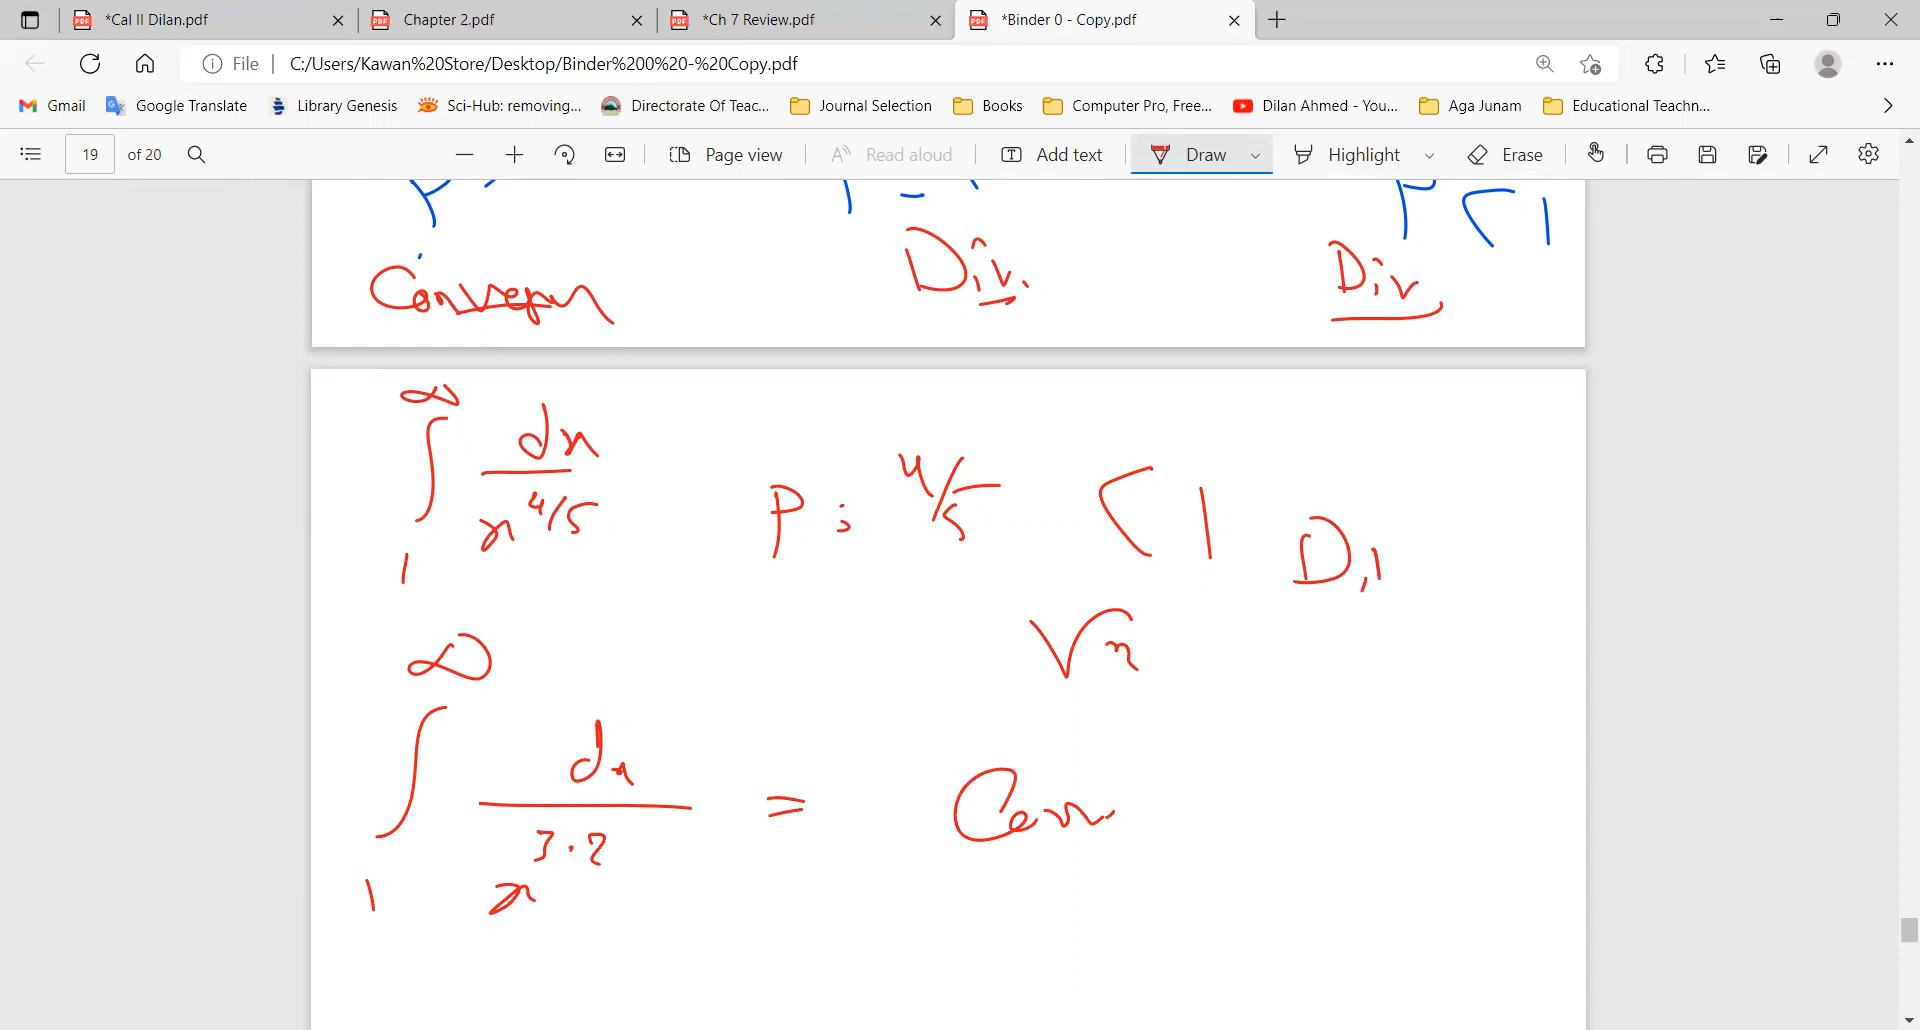 *Cal II Dilan.pdf
Chapter 2.pdf
*Ch 7 Review.pdf
*Binder 0 - Copy.pdf
File
C:/Users/Kawan%20Store/Desktop/Binder%200%20-%20Copy.pdf
Gmail
Google Translate
Library Genesis
Sci-Hub: removing...
Directorate Of Teac...
Journal Selection
Books
Computer Pro, Free...
Dilan Ahmed - You...
Aga Junam
Educational Teachn...
19 of 20
Page view
Read aloud
Add text
Draw
Highlight
Erase
Div.
P < 1
Div
∫₁^∞ dx / x^4/5
P : 4/5 < 1
√x
∫₁^∞ dx / x^3.2 =